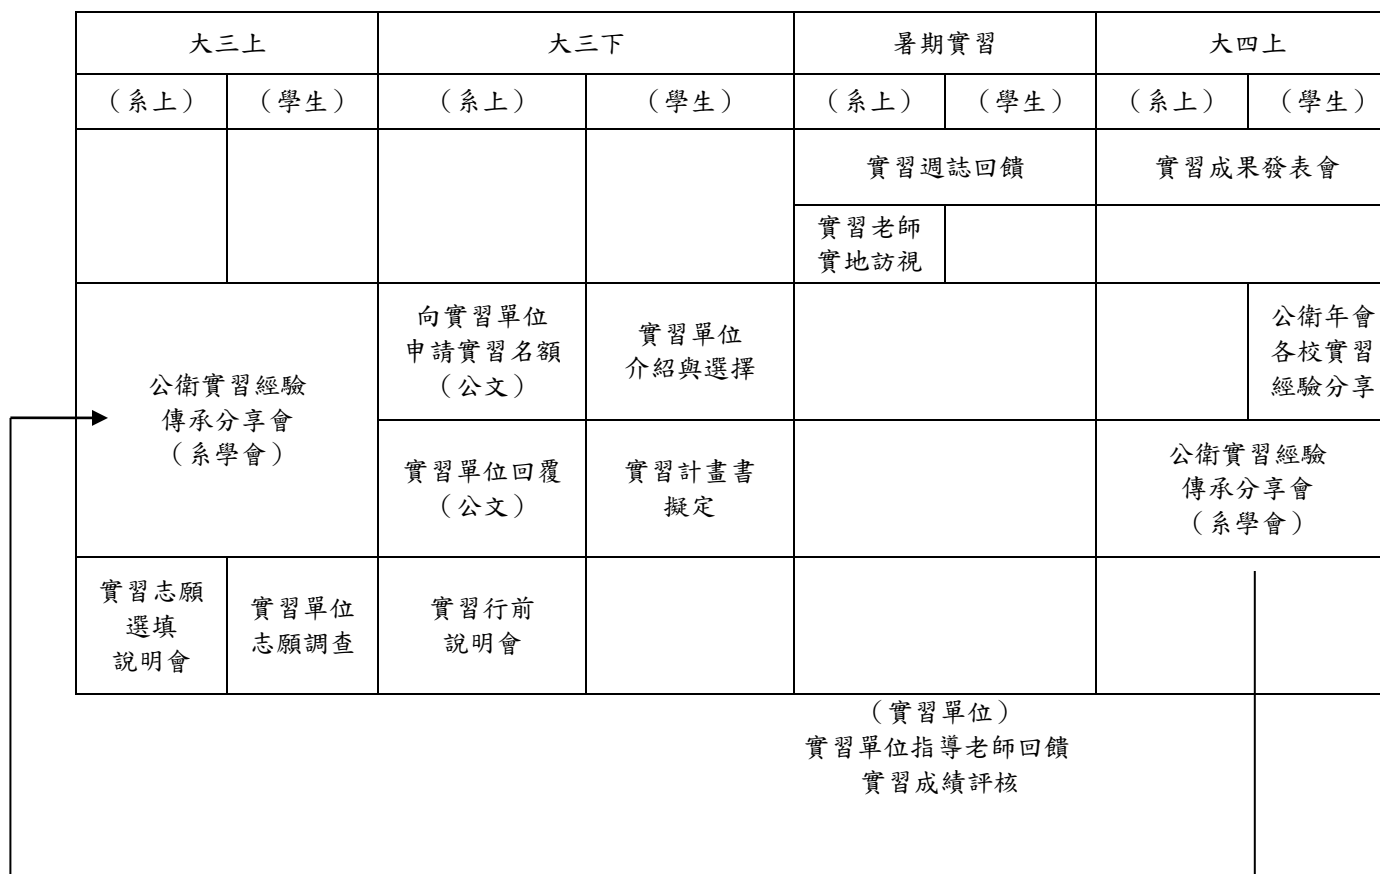 大三上
大三下
暑期實習
大四上
（系上）
（學生）
（系上）
（學生）
（系上）
（學生）
（系上）
（學生）
實習週誌回饋
實習成果發表會
實習老師
實地訪視
公衛實習經驗
傳承分享會
（系學會）
向實習單位
申請實習名額
（公文）
實習單位
介紹與選擇
公衛年會
各校實習
經驗分享
實習單位回覆
（公文）
實習計畫書
擬定
公衛實習經驗
傳承分享會
（系學會）
實習志願
選填
說明會
實習單位
志願調查
實習行前
說明會
（實習單位）
實習單位指導老師回饋
實習成績評核